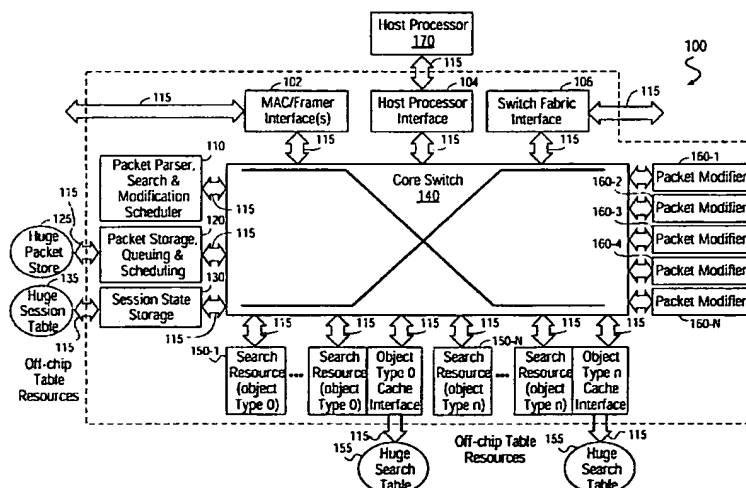 Host Processor
170
115
100
102
104
106
115
MAC/Framer
Interface(s)
Host Processor
Interface
Switch Fabric
Interface
115
115
115
115
110
Packet Parser,
Search &
Modification
Scheduler
115
Core Switch
140
160-1
Packet Modifier
160-2
Packet Modifier
160-3
Packet Modifier
160-4
Packet Modifier
Packet Modifier
160-N
115
125
Huge
Packet
Store
120
Packet Storage,
Queuing &
Scheduling
115
135
Huge
Session
Table
115
130
Session State
Storage
115
Off-chip
Table
Resources
115
115
115
115
115
115
150-1
Search
Resource
(object
Type 0)
...
Search
Resource
(object
Type 0)
Object
Type 0
Cache
Interface
150-N
Search
Resource
(object
Type n)
...
Search
Resource
(object
Type n)
Object
Type n
Cache
Interface
115
155
Huge
Search
Table
Off-chip Table
Resources
115
155
Huge
Search
Table